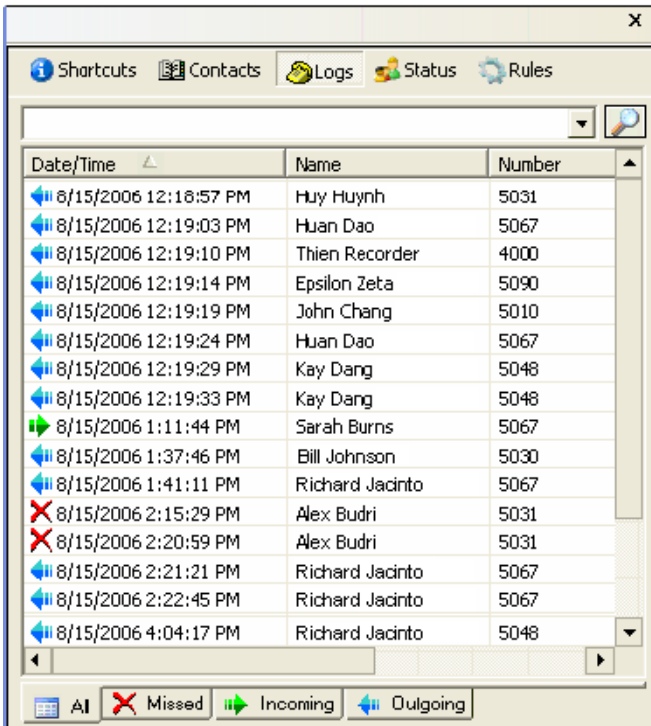 x
Shortcuts Contacts Logs Status Rules
Date/Time Name Number
8/15/2006 12:18:57 PM Huy Huynh 5031
8/15/2006 12:19:03 PM Huan Dao 5067
8/15/2006 12:19:10 PM Thien Recorder 4000
8/15/2006 12:19:14 PM Epsilon Zeta 5090
8/15/2006 12:19:19 PM John Chang 5010
8/15/2006 12:19:24 PM Huan Dao 5067
8/15/2006 12:19:29 PM Kay Dang 5048
8/15/2006 12:19:33 PM Kay Dang 5048
8/15/2006 1:11:44 PM Sarah Burns 5067
8/15/2006 1:37:46 PM Bill Johnson 5030
8/15/2006 1:41:11 PM Richard Jacinto 5067
8/15/2006 2:15:29 PM Alex Budri 5031
8/15/2006 2:20:59 PM Alex Budri 5031
8/15/2006 2:21:21 PM Richard Jacinto 5067
8/15/2006 2:22:45 PM Richard Jacinto 5067
8/15/2006 4:04:17 PM Richard Jacinto 5048
All Missed Incoming Outgoing